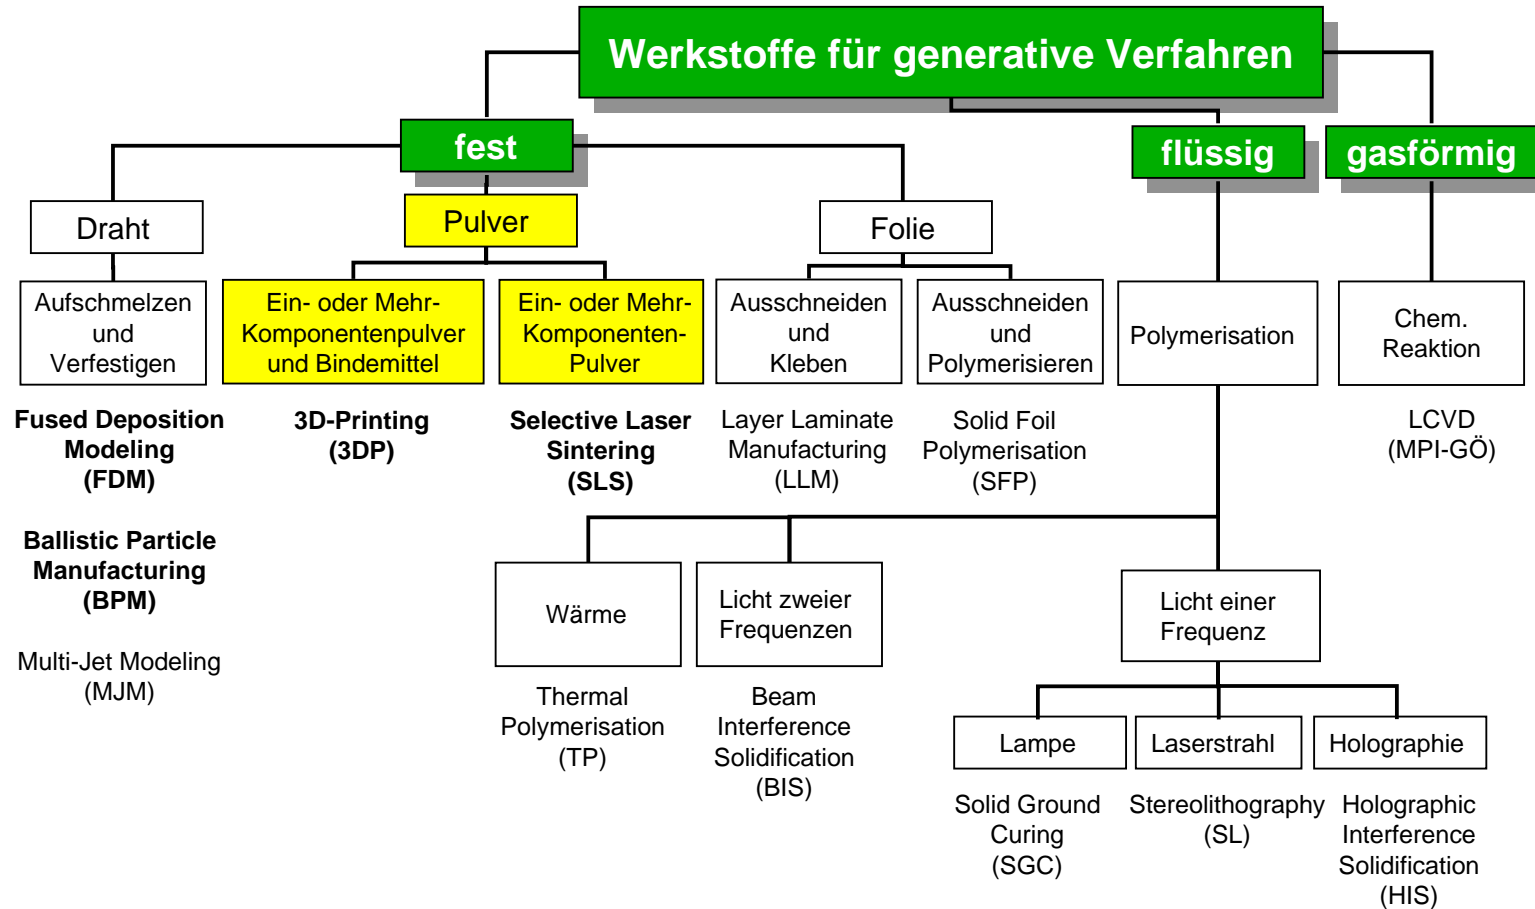 Werkstoffe für generative Verfahren
fest
flüssig
gasförmig
Draht
Pulver
Folie
Aufschmelzen
und
Verfestigen
Ein- oder Mehr-
Komponentenpulver
und Bindemittel
Ein- oder Mehr-
Komponenten-
Pulver
Ausschneiden
und
Kleben
Ausschneiden
und
Polymerisieren
Polymerisation
Chem.
Reaktion
Fused Deposition
Modeling
(FDM)
3D-Printing
(3DP)
Selective Laser
Sintering
(SLS)
Layer Laminate
Manufacturing
(LLM)
Solid Foil
Polymerisation
(SFP)
LCVD
(MPI-GÖ)
Ballistic Particle
Manufacturing
(BPM)
Multi-Jet Modeling
(MJM)
Wärme
Licht zweier
Frequenzen
Licht einer
Frequenz
Thermal
Polymerisation
(TP)
Beam
Interference
Solidification
(BIS)
Lampe
Laserstrahl
Holographie
Solid Ground
Curing
(SGC)
Stereolithography
(SL)
Holographic
Interference
Solidification
(HIS)